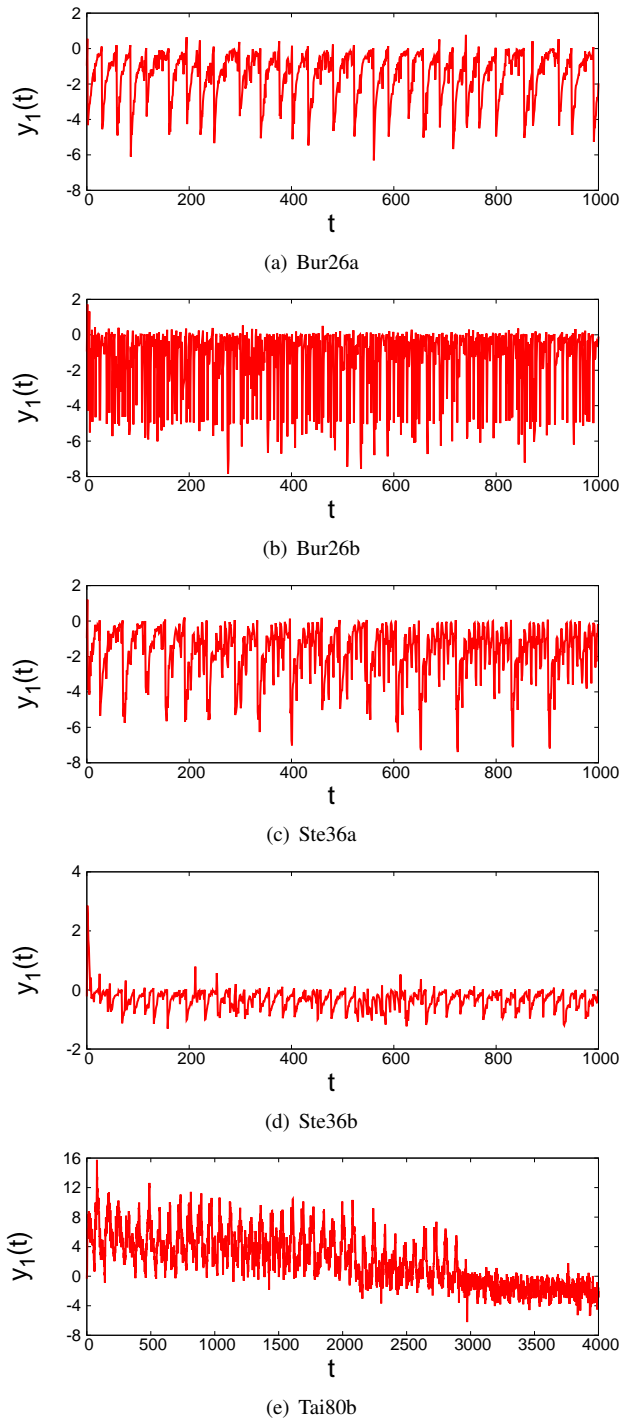 2
0
-2
-4
-6
-8
y1(t)
0 200 400 600 800 1000
t
(a) Bur26a
2
0
-2
-4
-6
-8
y1(t)
0 200 400 600 800 1000
t
(b) Bur26b
2
0
-2
-4
-6
-8
y1(t)
0 200 400 600 800 1000
t
(c) Ste36a
4
2
0
-2
y1(t)
0 200 400 600 800 1000
t
(d) Ste36b
16
12
8
4
0
-4
-8
y1(t)
0 500 1000 1500 2000 2500 3000 3500 4000
t
(e) Tai80b